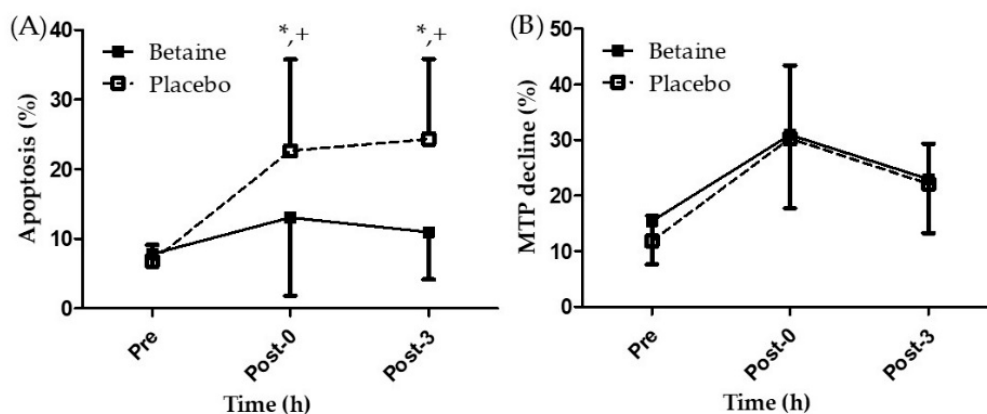 (A)
Apoptosis (%)
40
30
20
10
0
Betaine
Placebo
*,+
*,+
Pre
Post-0
Post-3
Time (h)
(B)
MTP decline (%)
50
40
30
20
10
0
Betaine
Placebo
Pre
Post-0
Post-3
Time (h)